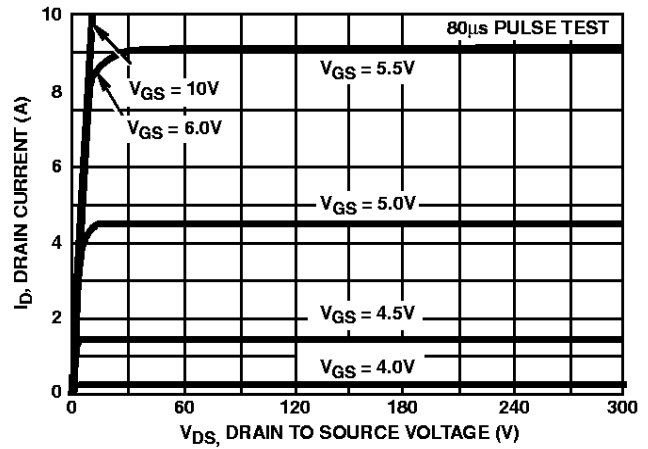 80μs PULSE TEST
VGS = 5.5V
VGS = 10V
VGS = 6.0V
VGS = 5.0V
VGS = 4.5V
VGS = 4.0V
10
8
6
4
2
0
ID, DRAIN CURRENT (A)
0 60 120 180 240 300
VDS, DRAIN TO SOURCE VOLTAGE (V)